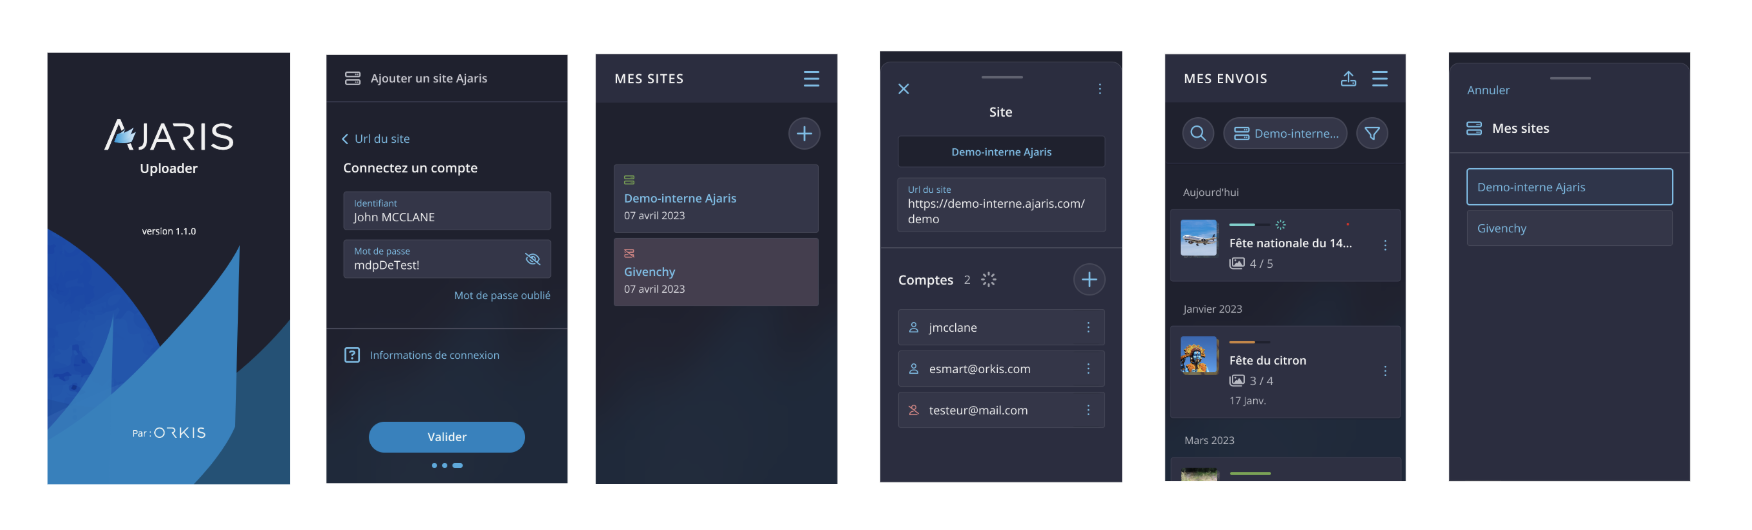 AJARIS
Uploader
version 1.1.0
Par : ORKIS
Ajouter un site Ajaris
Url du site
Connectez un compte
Identifiant
John MCCLANE
Mot de passe
mdpDeTest!
Mot de passe oublié
? Informations de connexion
Valider
MES SITES
Demo-interne Ajaris
07 avril 2023
Givenchy
07 avril 2023
Site
Demo-interne Ajaris
Url du site
https://demo-interne.ajaris.com/
demo
Comptes 2
jmcclane
esmart@orkis.com
testeur@mail.com
MES ENVOIS
Demo-interne...
Aujourd'hui
Fête nationale du 14...
4 / 5
Janvier 2023
Fête du citron
3 / 4
17 Janv.
Mars 2023
Annuler
Mes sites
Demo-interne Ajaris
Givenchy